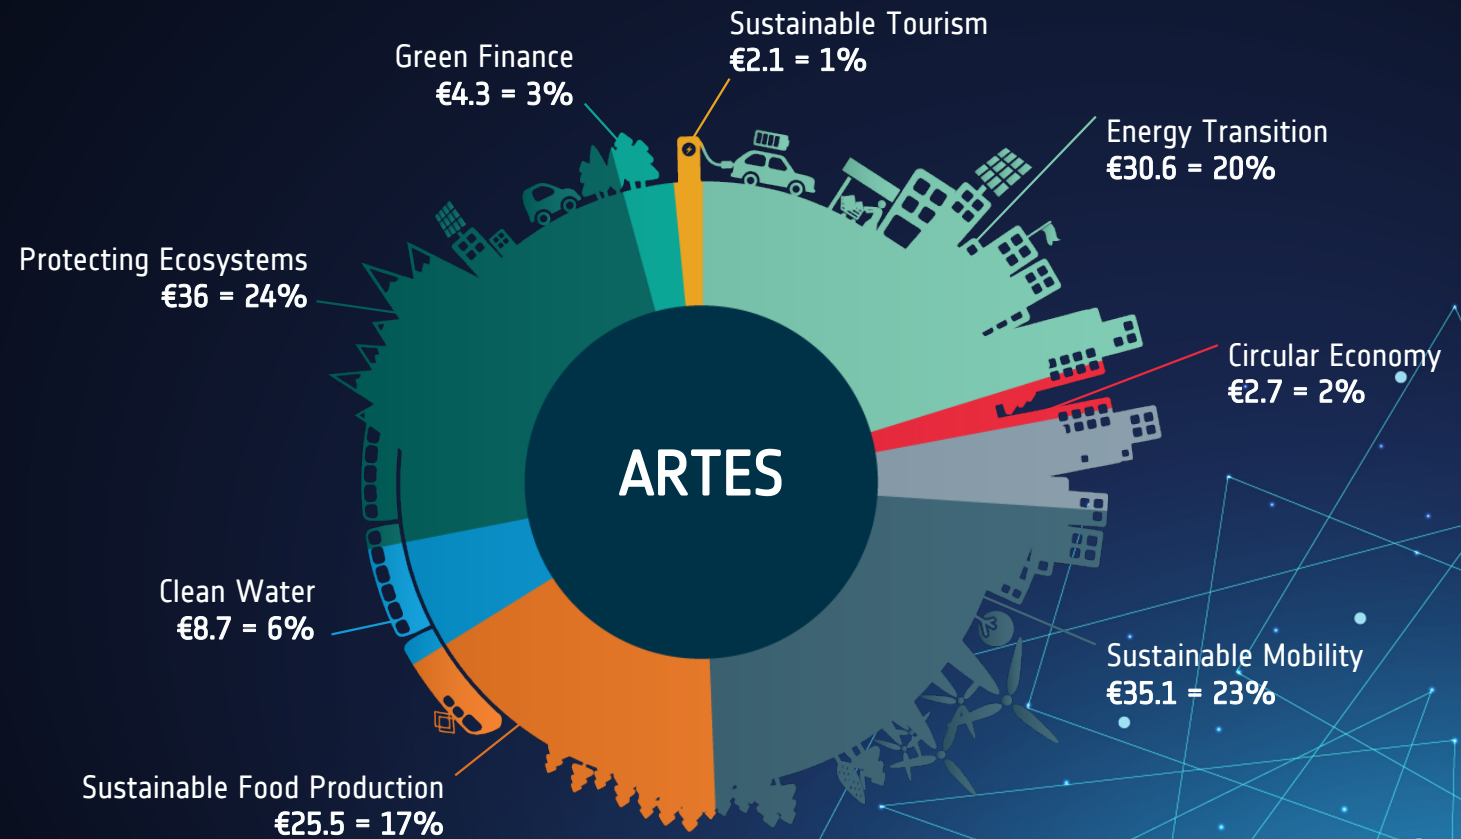 Sustainable Tourism
€2.1 = 1%
Green Finance
€4.3 = 3%
Energy Transition
€30.6 = 20%
Protecting Ecosystems
€36 = 24%
Circular Economy
€2.7 = 2%
ARTES
Clean Water
€8.7 = 6%
Sustainable Mobility
€35.1 = 23%
Sustainable Food Production
€25.5 = 17%